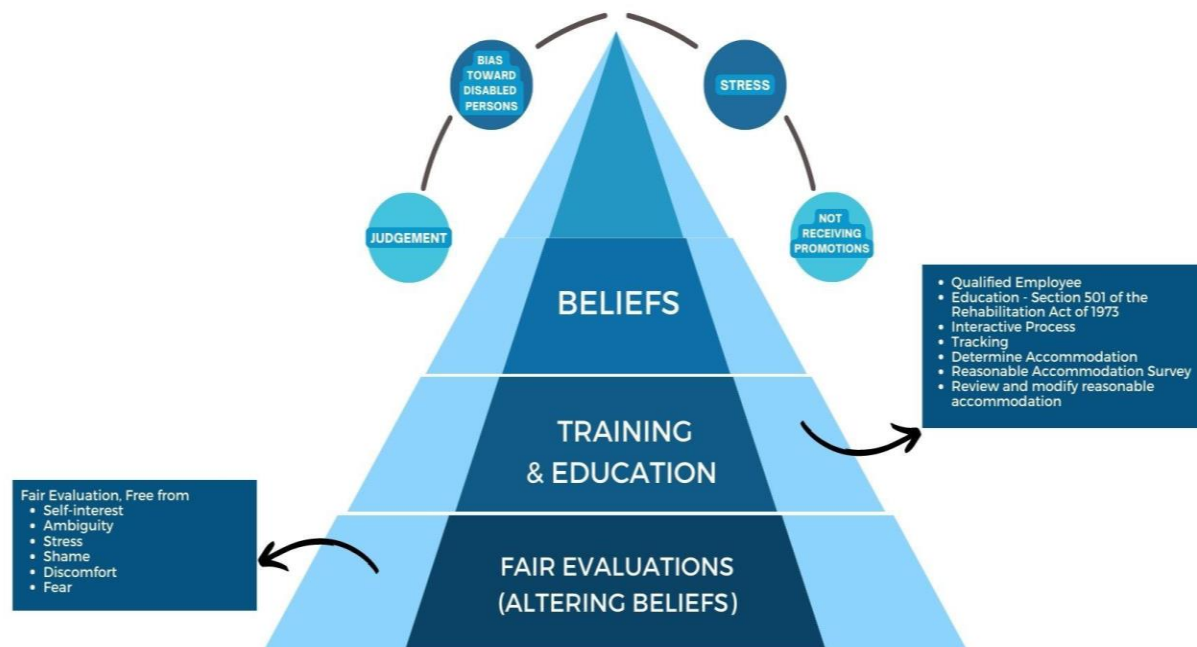 BIAS
TOWARD
DISABLED
PERSONS
STRESS
JUDGEMENT
NOT
RECEIVING
PROMOTIONS
BELIEFS
• Qualified Employee
• Education - Section 501 of the
Rehabilitation Act of 1973
• Interactive Process
• Tracking
• Determine Accommodation
• Reasonable Accommodation Survey
• Review and modify reasonable
accommodation
TRAINING
& EDUCATION
Fair Evaluation, Free from
• Self-interest
• Ambiguity
• Stress
• Shame
• Discomfort
• Fear
FAIR EVALUATIONS
(ALTERING BELIEFS)